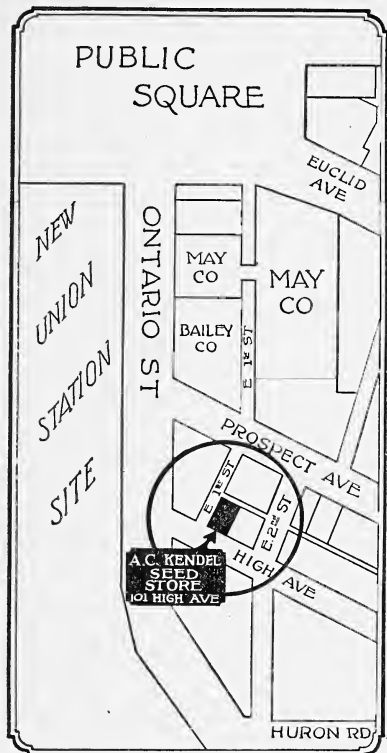 PUBLIC
SQUARE
EUCLID
AVE
NEW
UNION
STATION
SITE
ONTARIO ST
MAY
CO
MAY
CO
BAILEY
CO
E 1ST ST
PROSPECT AVE
E 1ST ST
E 2ND ST
A.C. KENDEL
SEED
STORE
101 HIGH AVE
HIGH AVE
HURON RD